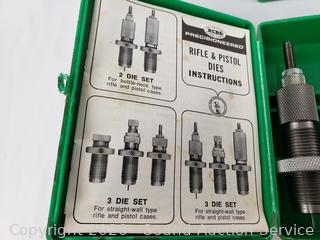 RCBS
PRECISIONEERED
RIFLE & PISTOL
DIES
INSTRUCTIONS
2 DIE SET
For bottle-neck type
rifle and pistol cases.
3 DIE SET
For straight-wall type
rifle and pistol cases.
3 DIE SET
For straight-wall type
rifle and pistol cases.
Copyright 2020 - Sound Auction Service